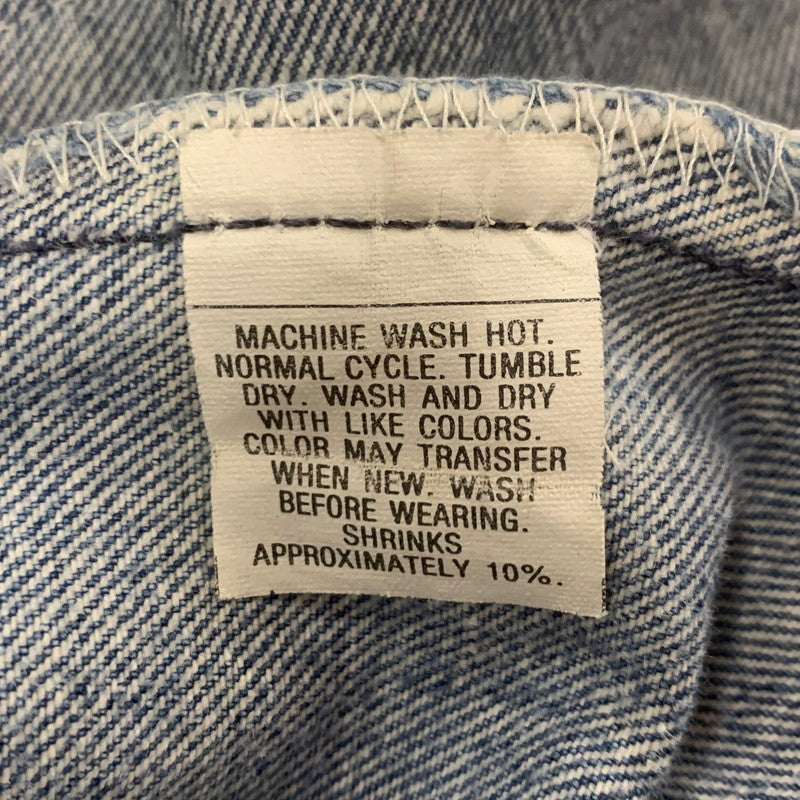 MACHINE WASH HOT.
NORMAL CYCLE. TUMBLE
DRY. WASH AND DRY
WITH LIKE COLORS.
COLOR MAY TRANSFER
WHEN NEW. WASH
BEFORE WEARING.
SHRINKS
APPROXIMATELY 10%.